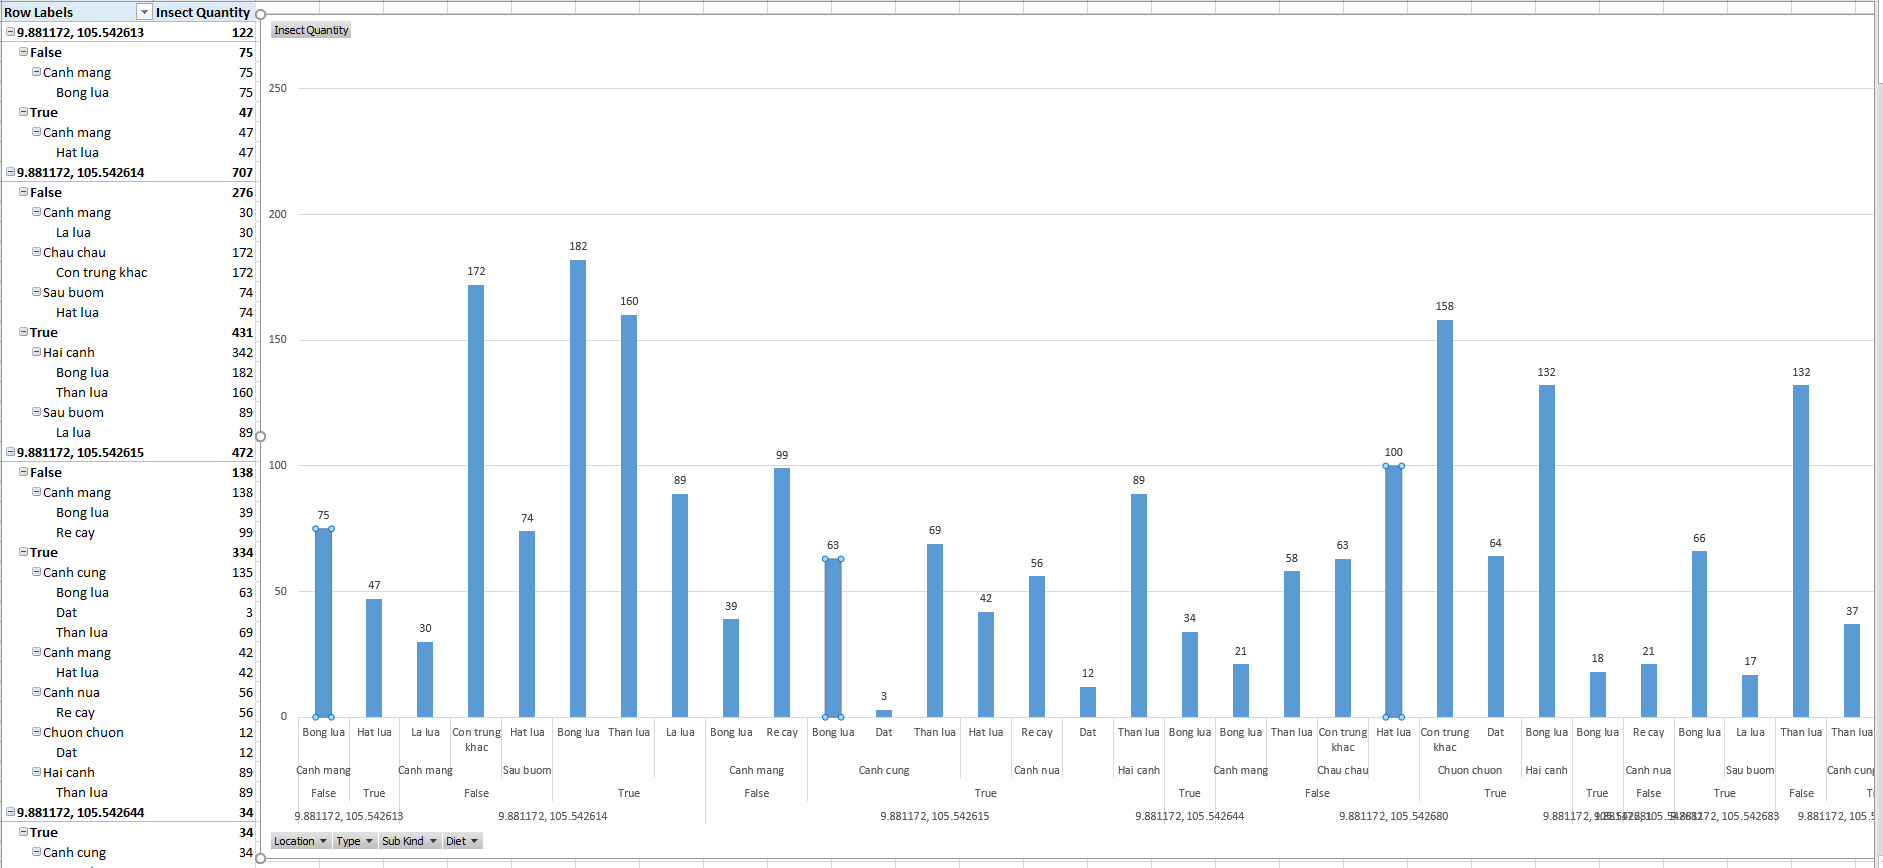 Row Labels Insect Quantity
9.881172, 105.542613 122
False 75
Canh mang 75
Bong lua 75
True 47
Canh mang 47
Hat lua 47
9.881172, 105.542614 707
False 276
Canh mang 30
La lua 30
Chau chau 172
Con trung khac 172
Sau buom 74
Hat lua 74
True 431
Hai canh 342
Bong lua 182
Than lua 160
Sau buom 89
La lua 89
9.881172, 105.542615 472
False 138
Canh mang 138
Bong lua 39
Re cay 99
True 334
Canh cung 135
Bong lua 63
Dat 3
Than lua 69
Canh mang 42
Hat lua 42
Canh nua 56
Re cay 56
Chuon chuon 12
Dat 12
Hai canh 89
Than lua 89
9.881172, 105.542644 34
True 34
Canh cung 34
Insect Quantity
250
200
150
100
50
0
75 47 30 172 74 182 160 89 39 99 63 3 69 42 56 12 89 34 21 58 63 100 158 64 132 18 21 66 17 132 37
Bong lua Hat lua La lua Con trung khac Hat lua Bong lua Than lua La lua Bong lua Re cay Bong lua Dat Than lua Hat lua Re cay Dat Than lua Bong lua Bong lua Than lua Con trung khac Hat lua Con trung khac Dat Bong lua Bong lua Re cay Bong lua La lua Than lua Than lua
Canh mang Canh mang Sau buom Canh mang Canh cung Canh nua Hai canh Canh mang Chau chau Chuon chuon Hai canh Canh nua Sau buom Canh cung
False True False True False True True False True True False True False
9.881172, 105.542613 9.881172, 105.542614 9.881172, 105.542615 9.881172, 105.542644 9.881172, 105.542680 9.881172, 105.542683
Location Type Sub Kind Diet